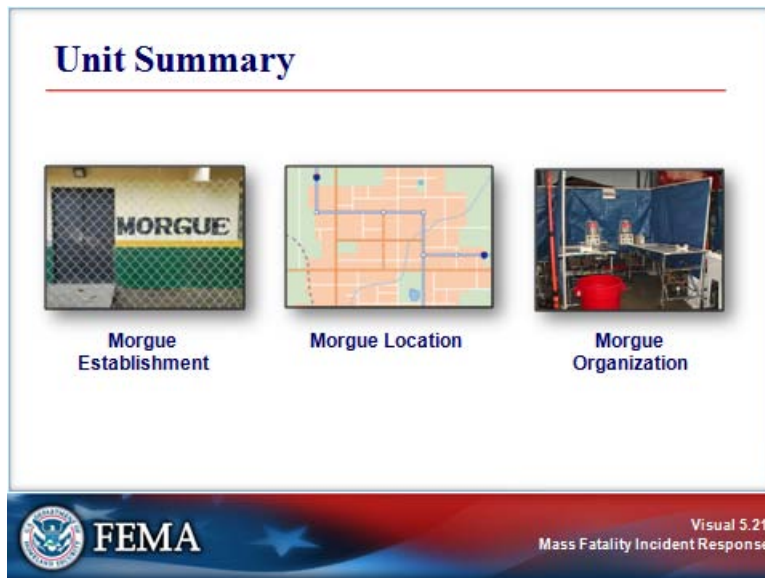 Unit Summary
MORGUE
Morgue
Establishment
Morgue Location
Morgue
Organization
FEMA
Visual 5.21
Mass Fatality Incident Response